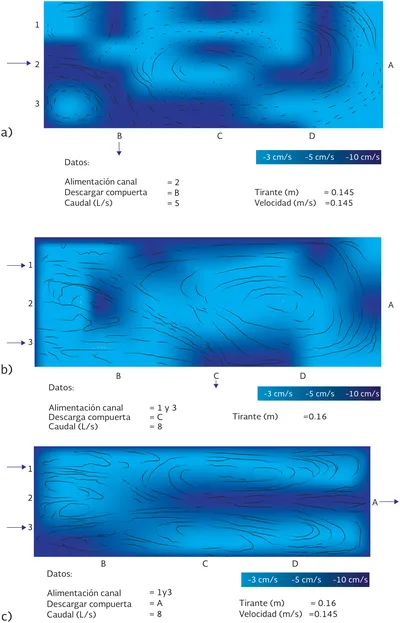 1
2
A
3
a)
B C D
Datos:
-3 cm/s -5 cm/s -10 cm/s
Alimentación canal = 2
Descargar compuerta = B Tirante (m) = 0.145
Caudal (L/s) = 5 Velocidad (m/s) =0.145
1
2 A
3
b)
B C D
Datos:
-3 cm/s -5 cm/s -10 cm/s
Alimentación canal = 1 y 3
Descarga compuerta = C Tirante (m) =0.16
Caudal (L/s) = 8
1
2 A
3
B C D
Datos:
-3 cm/s -5 cm/s -10 cm/s
Alimentación canal = 1y3
Descargar compuerta = A Tirante (m) = 0.16
c) Caudal (L/s) = 8 Velocidad (m/s) =0.145